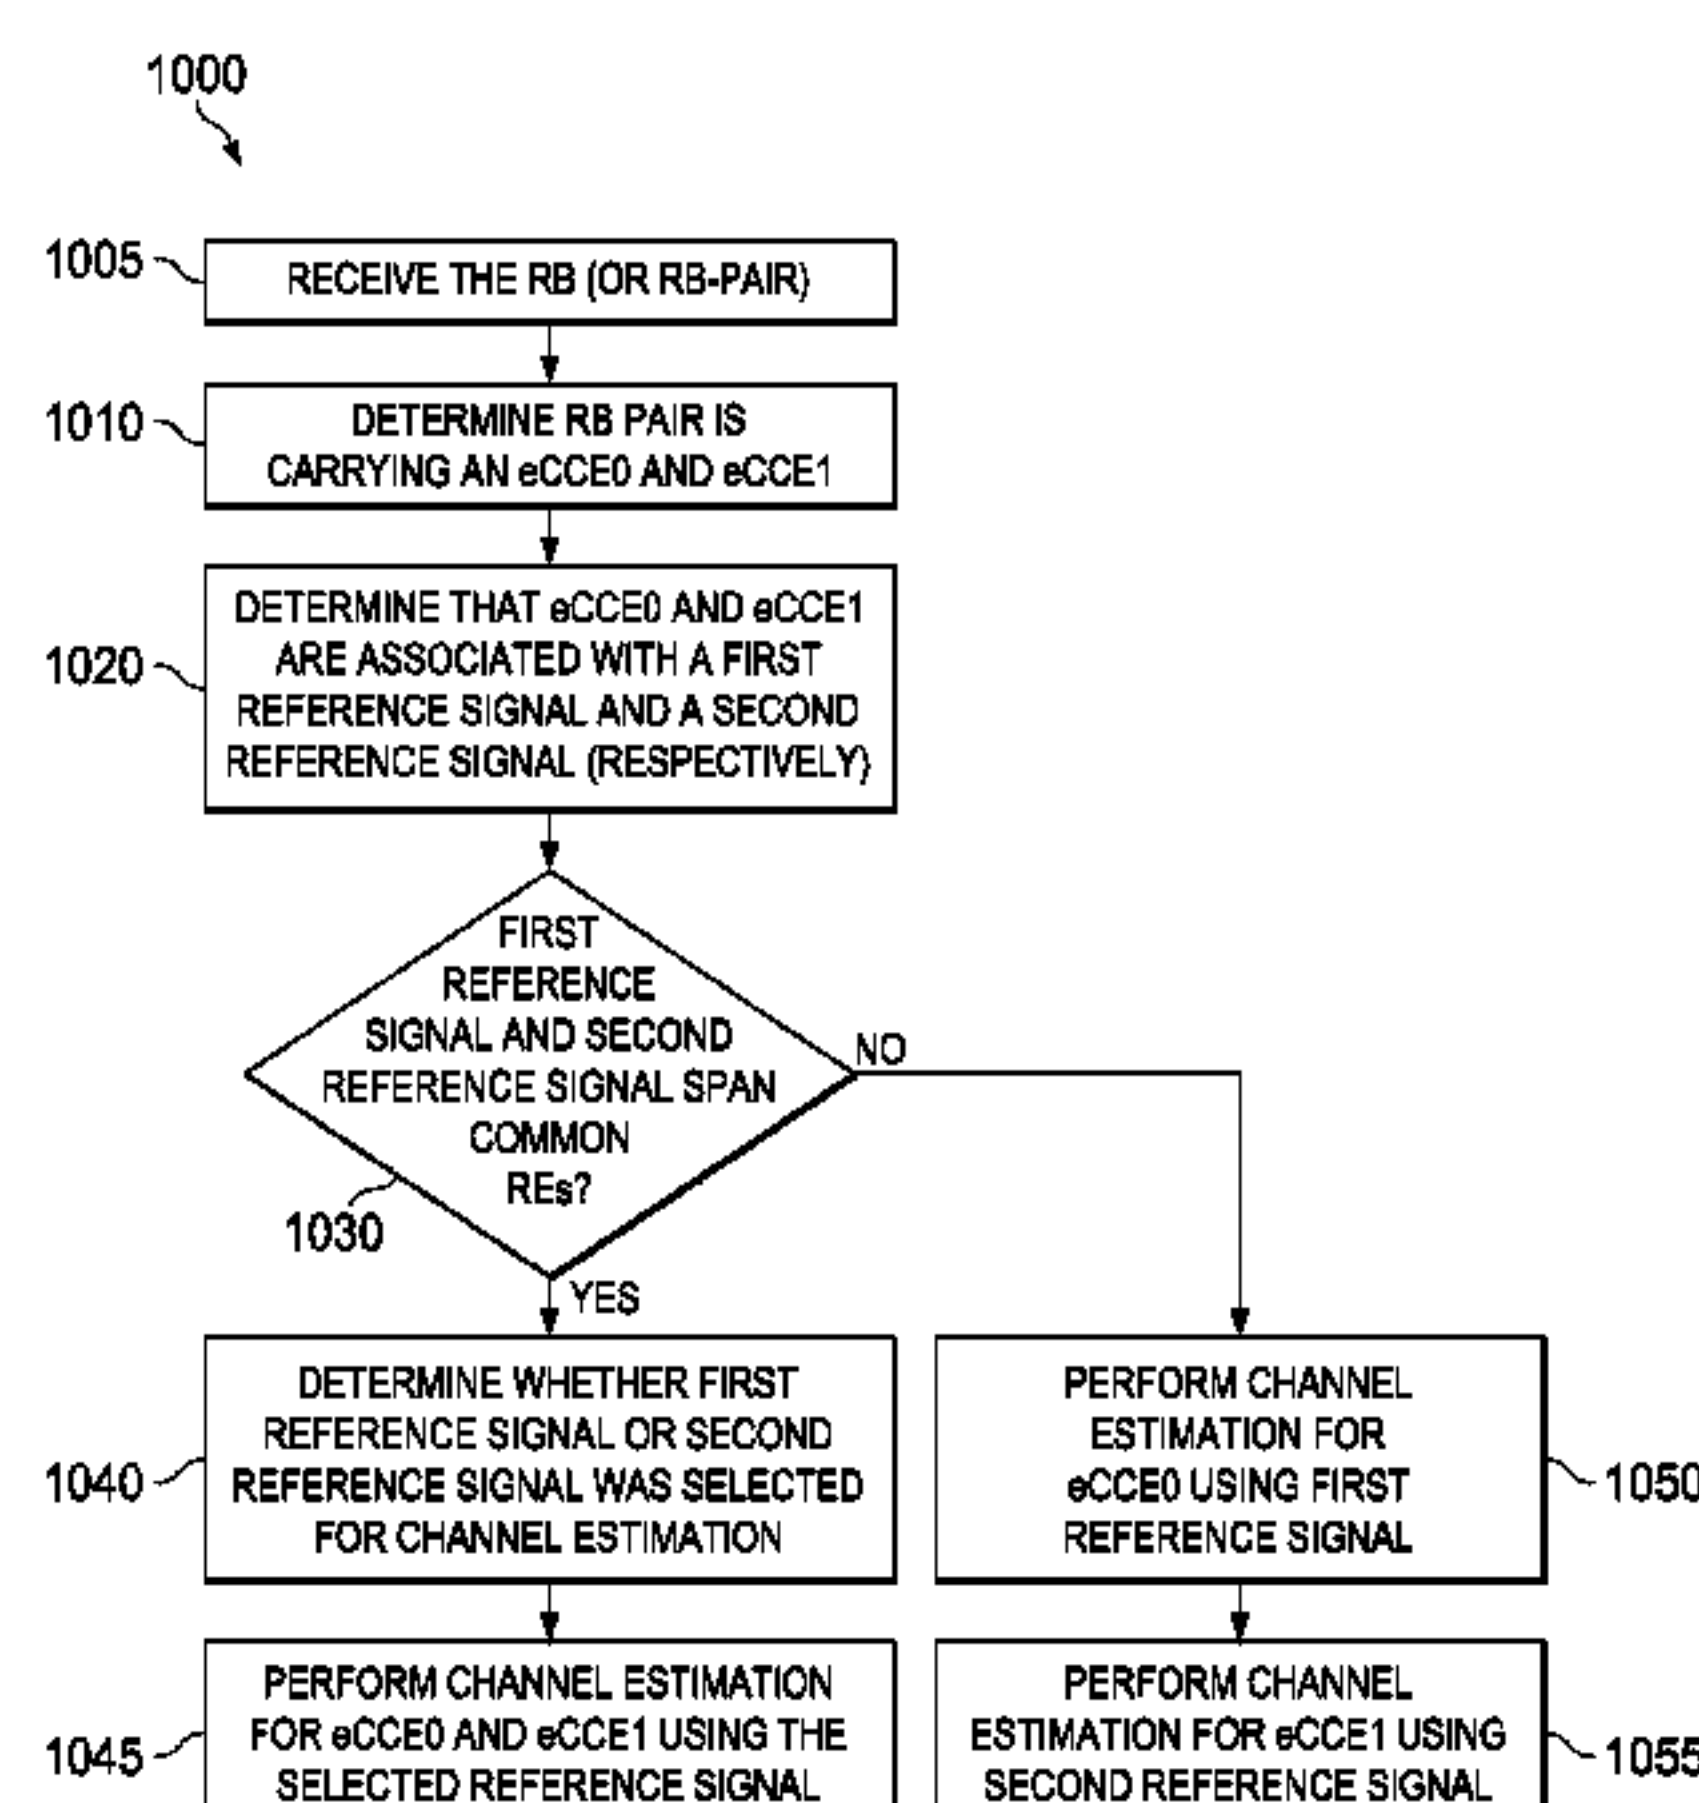 1000
1005
RECEIVE THE RB (OR RB-PAIR)
1010
DETERMINE RB PAIR IS
CARRYING AN eCCE0 AND eCCE1
1020
DETERMINE THAT eCCE0 AND eCCE1
ARE ASSOCIATED WITH A FIRST
REFERENCE SIGNAL AND A SECOND
REFERENCE SIGNAL (RESPECTIVELY)
FIRST
REFERENCE
SIGNAL AND SECOND
REFERENCE SIGNAL SPAN
COMMON
REs?
NO
1030
YES
1040
DETERMINE WHETHER FIRST
REFERENCE SIGNAL OR SECOND
REFERENCE SIGNAL WAS SELECTED
FOR CHANNEL ESTIMATION
PERFORM CHANNEL
ESTIMATION FOR
eCCE0 USING FIRST
REFERENCE SIGNAL
1050
1045
PERFORM CHANNEL ESTIMATION
FOR eCCE0 AND eCCE1 USING THE
SELECTED REFERENCE SIGNAL
PERFORM CHANNEL
ESTIMATION FOR eCCE1 USING
SECOND REFERENCE SIGNAL
1055